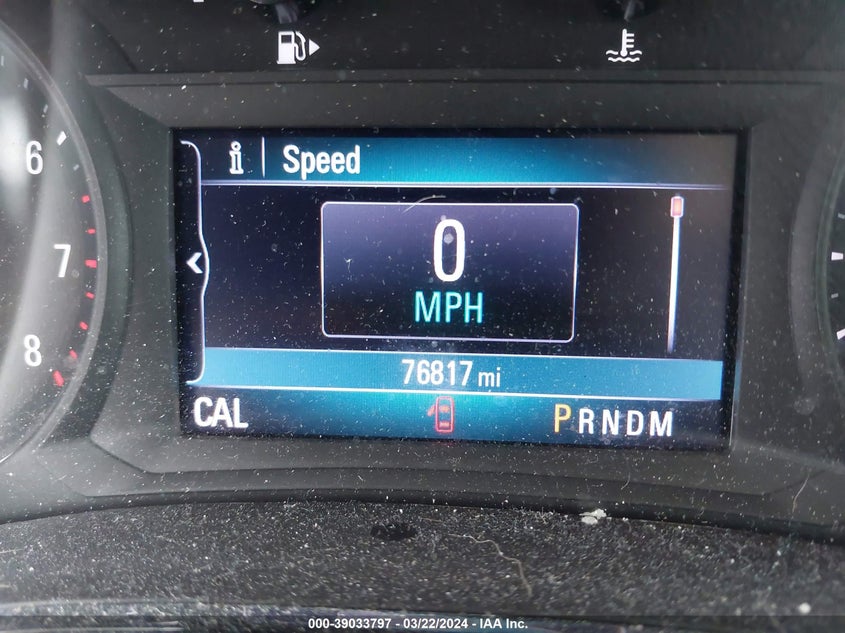 6
7
8
i | Speed
0
MPH
76817 mi
CAL
PRNDM
000-39033797 - 03/22/2024 - IAA Inc.